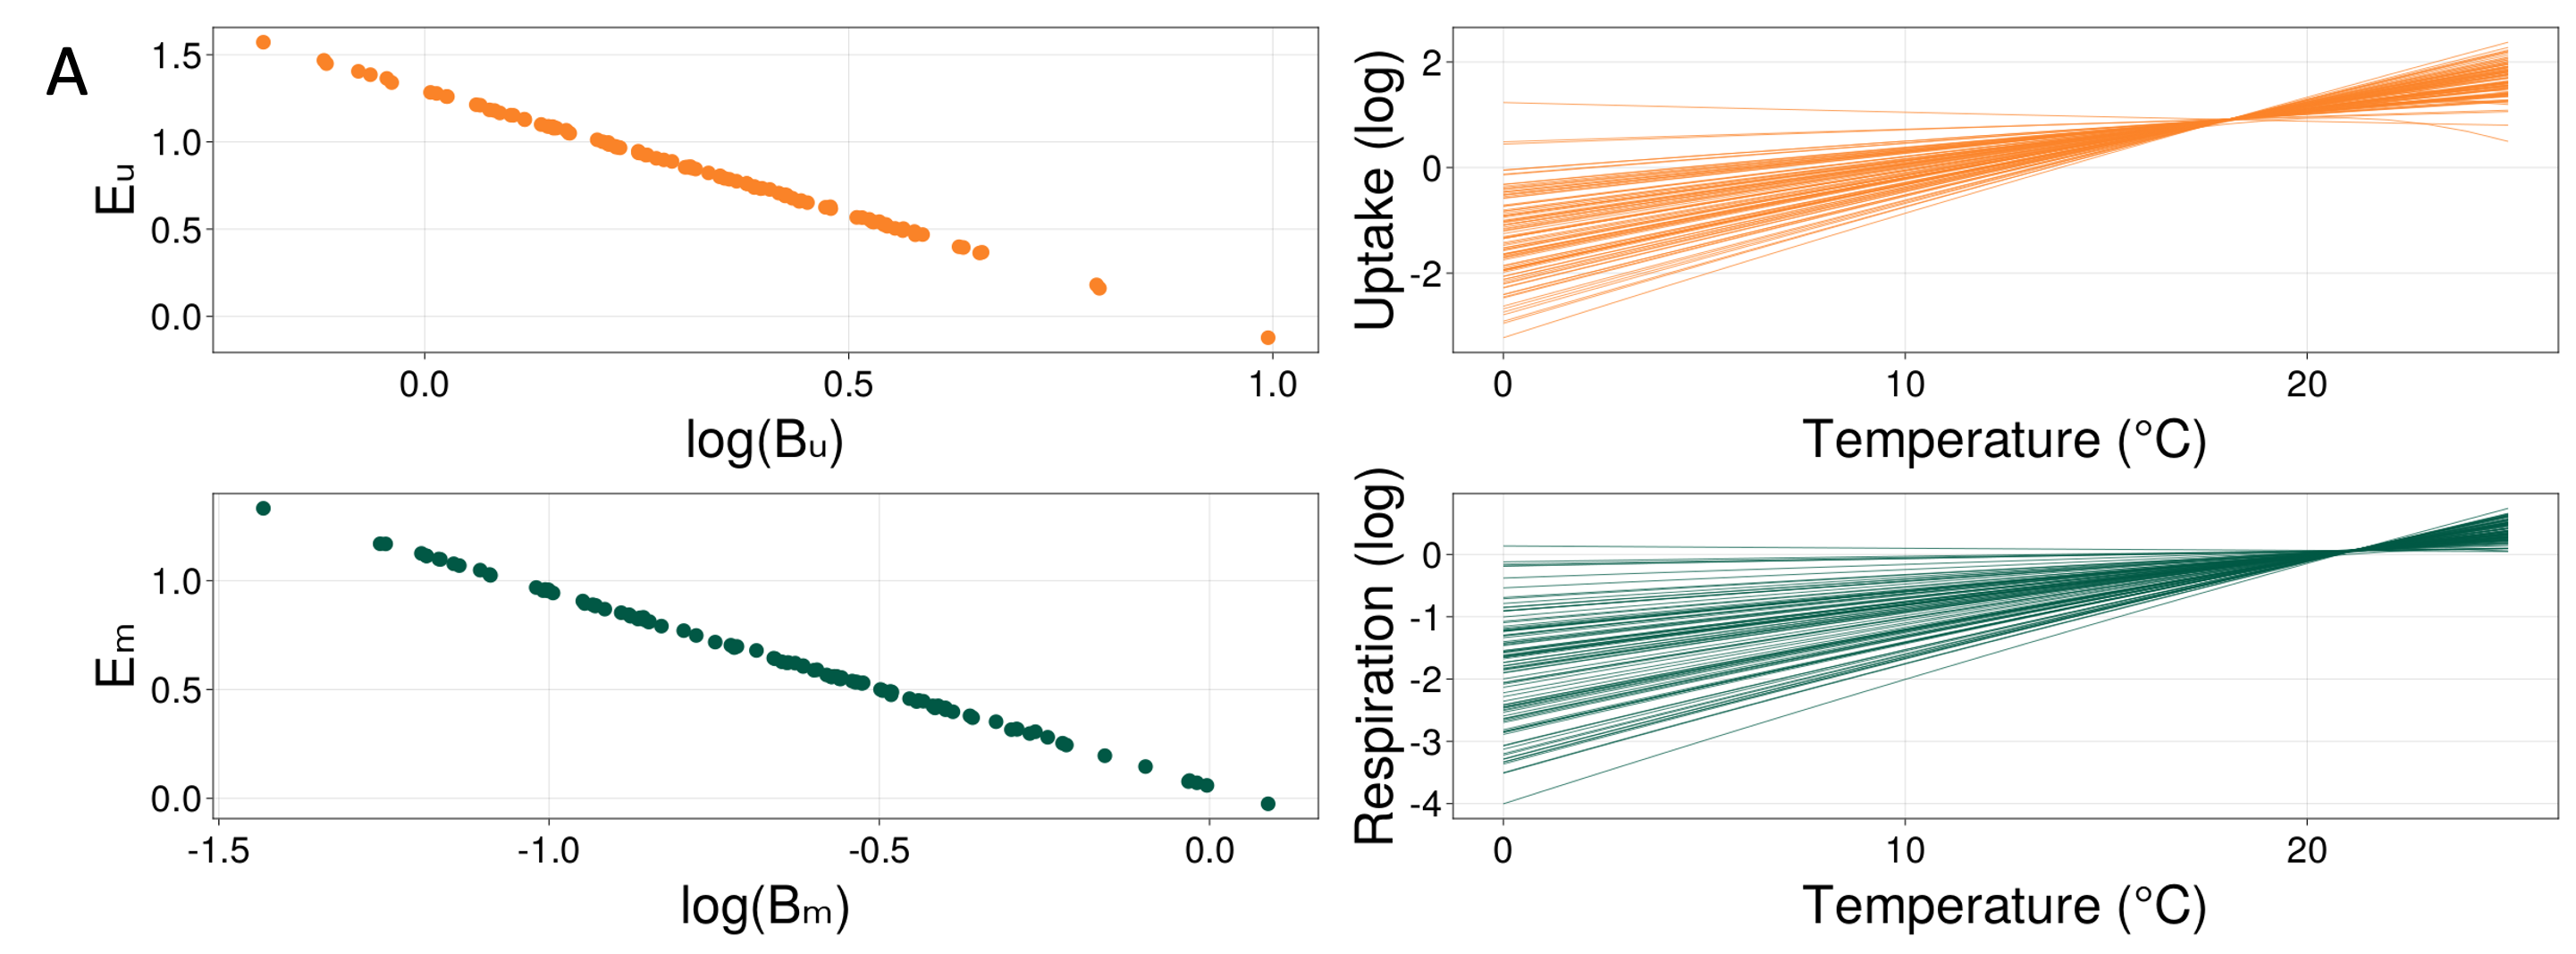 A
1.5
1.0
0.5
0.0
Eᵤ
0.0 0.5 1.0
log(Bᵤ)
2
0
-2
Uptake (log)
0 10 20
Temperature (°C)
1.0
0.5
0.0
Eₘ
-1.5 -1.0 -0.5 0.0
log(Bₘ)
0
-1
-2
-3
-4
Respiration (log)
0 10 20
Temperature (°C)